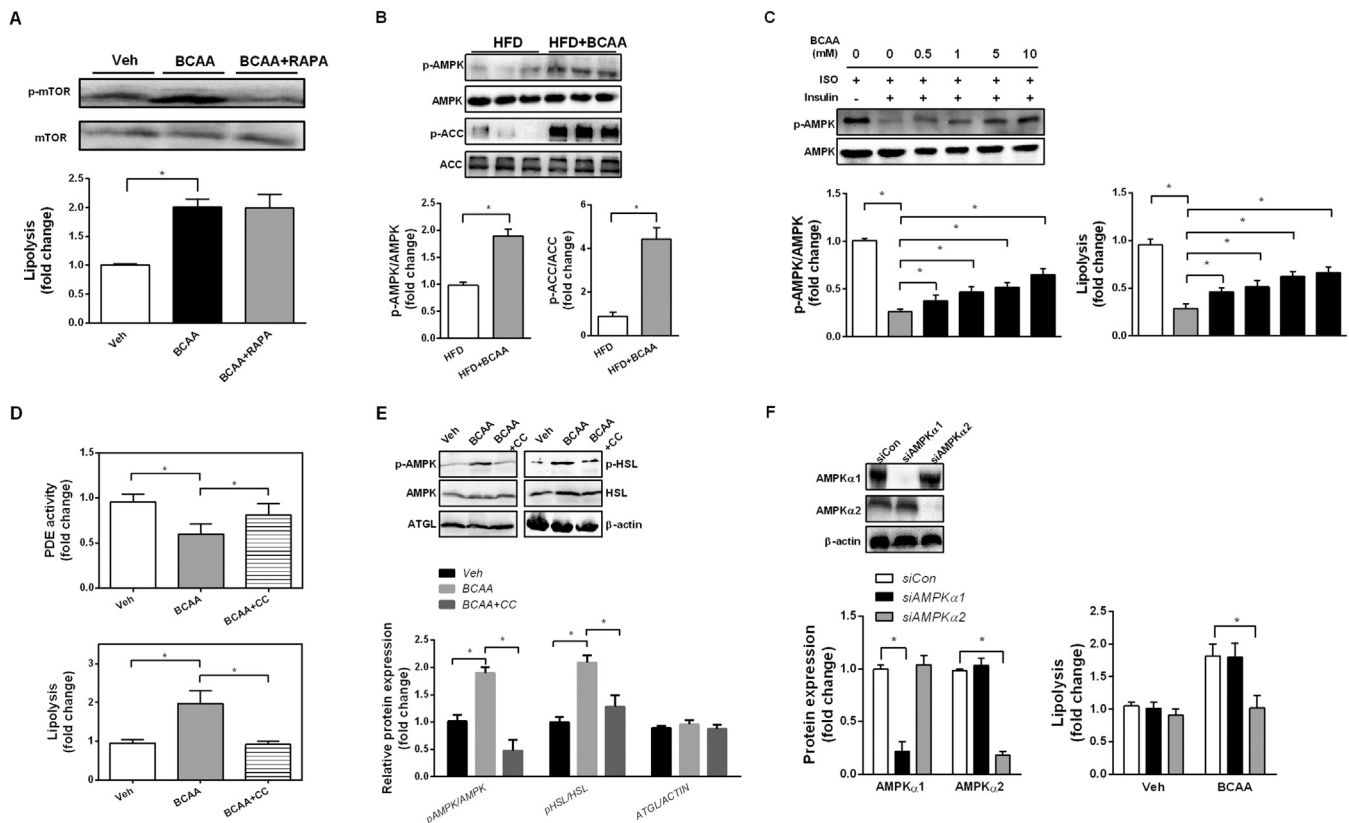 A
Veh BCAA BCAA+RAPA
p-mTOR
mTOR
Lipolysis
(fold change)
2.5
2.0
1.5
1.0
0.5
0.0
*
Veh
BCAA
BCAA+RAPA
B
HFD HFD+BCAA
p-AMPK
AMPK
p-ACC
ACC
p-AMPK/AMPK
(fold change)
2.5
2.0
1.5
1.0
0.5
0.0
*
HFD
HFD+BCAA
p-ACC/ACC
(fold change)
6
4
2
0
*
HFD
HFD+BCAA
C
BCAA
(mM)
0 0 0.5 1 5 10
ISO + + + + + +
Insulin - + + + + +
p-AMPK
AMPK
p-AMPK/AMPK
(fold change)
1.5
1.0
0.5
0.0
*
*
*
*
*
Lipolysis
(fold change)
1.5
1.0
0.5
0.0
*
*
*
*
*
D
PDE activity
(fold change)
1.5
1.0
0.5
0.0
* *
Veh
BCAA
BCAA+CC
Lipolysis
(fold change)
3
2
1
0
* *
Veh
BCAA
BCAA+CC
E
Veh BCAA BCAA
+CC
Veh BCAA BCAA
+CC
p-AMPK p-HSL
AMPK HSL
ATGL β-actin
Veh
BCAA
BCAA+CC
Relative protein expression
(fold change)
2.5
2.0
1.5
1.0
0.5
0.0
* * * *
pAMPK/AMPK
pHSL/HSL
ATGL/ACTIN
F
siCon siAMPKα1 siAMPKα2
AMPKα1
AMPKα2
β-actin
siCon
siAMPKα1
siAMPKα2
Protein expression
(fold change)
1.5
1.0
0.5
0.0
* *
AMPKα1 AMPKα2
Lipolysis
(fold change)
2.5
2.0
1.5
1.0
0.5
0.0
*
Veh BCAA